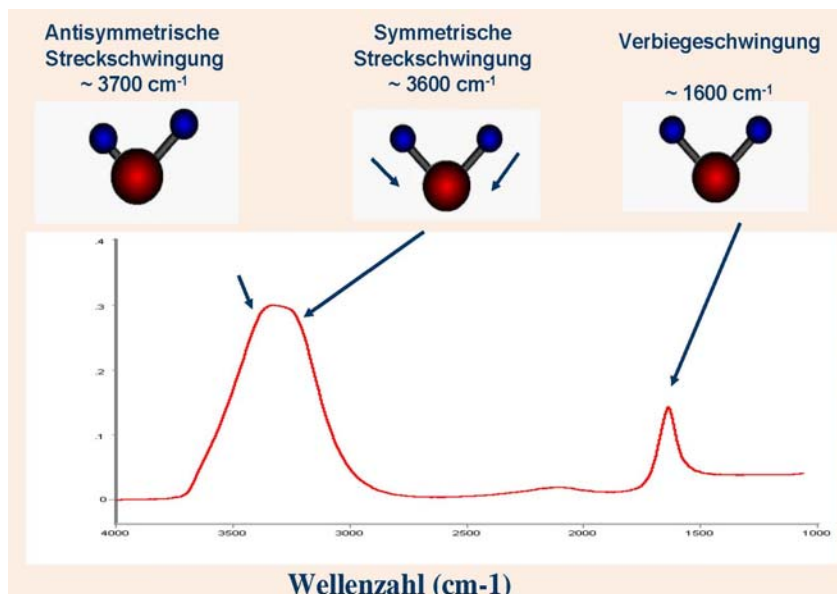 Antisymmetrische
Streckschwingung
~ 3700 cm-1
Symmetrische
Streckschwingung
~ 3600 cm-1
Verbiegeschwingung
~ 1600 cm-1
.4
.3
.2
.1
0
4000 3500 3000 2500 2000 1500 1000
Wellenzahl (cm-1)